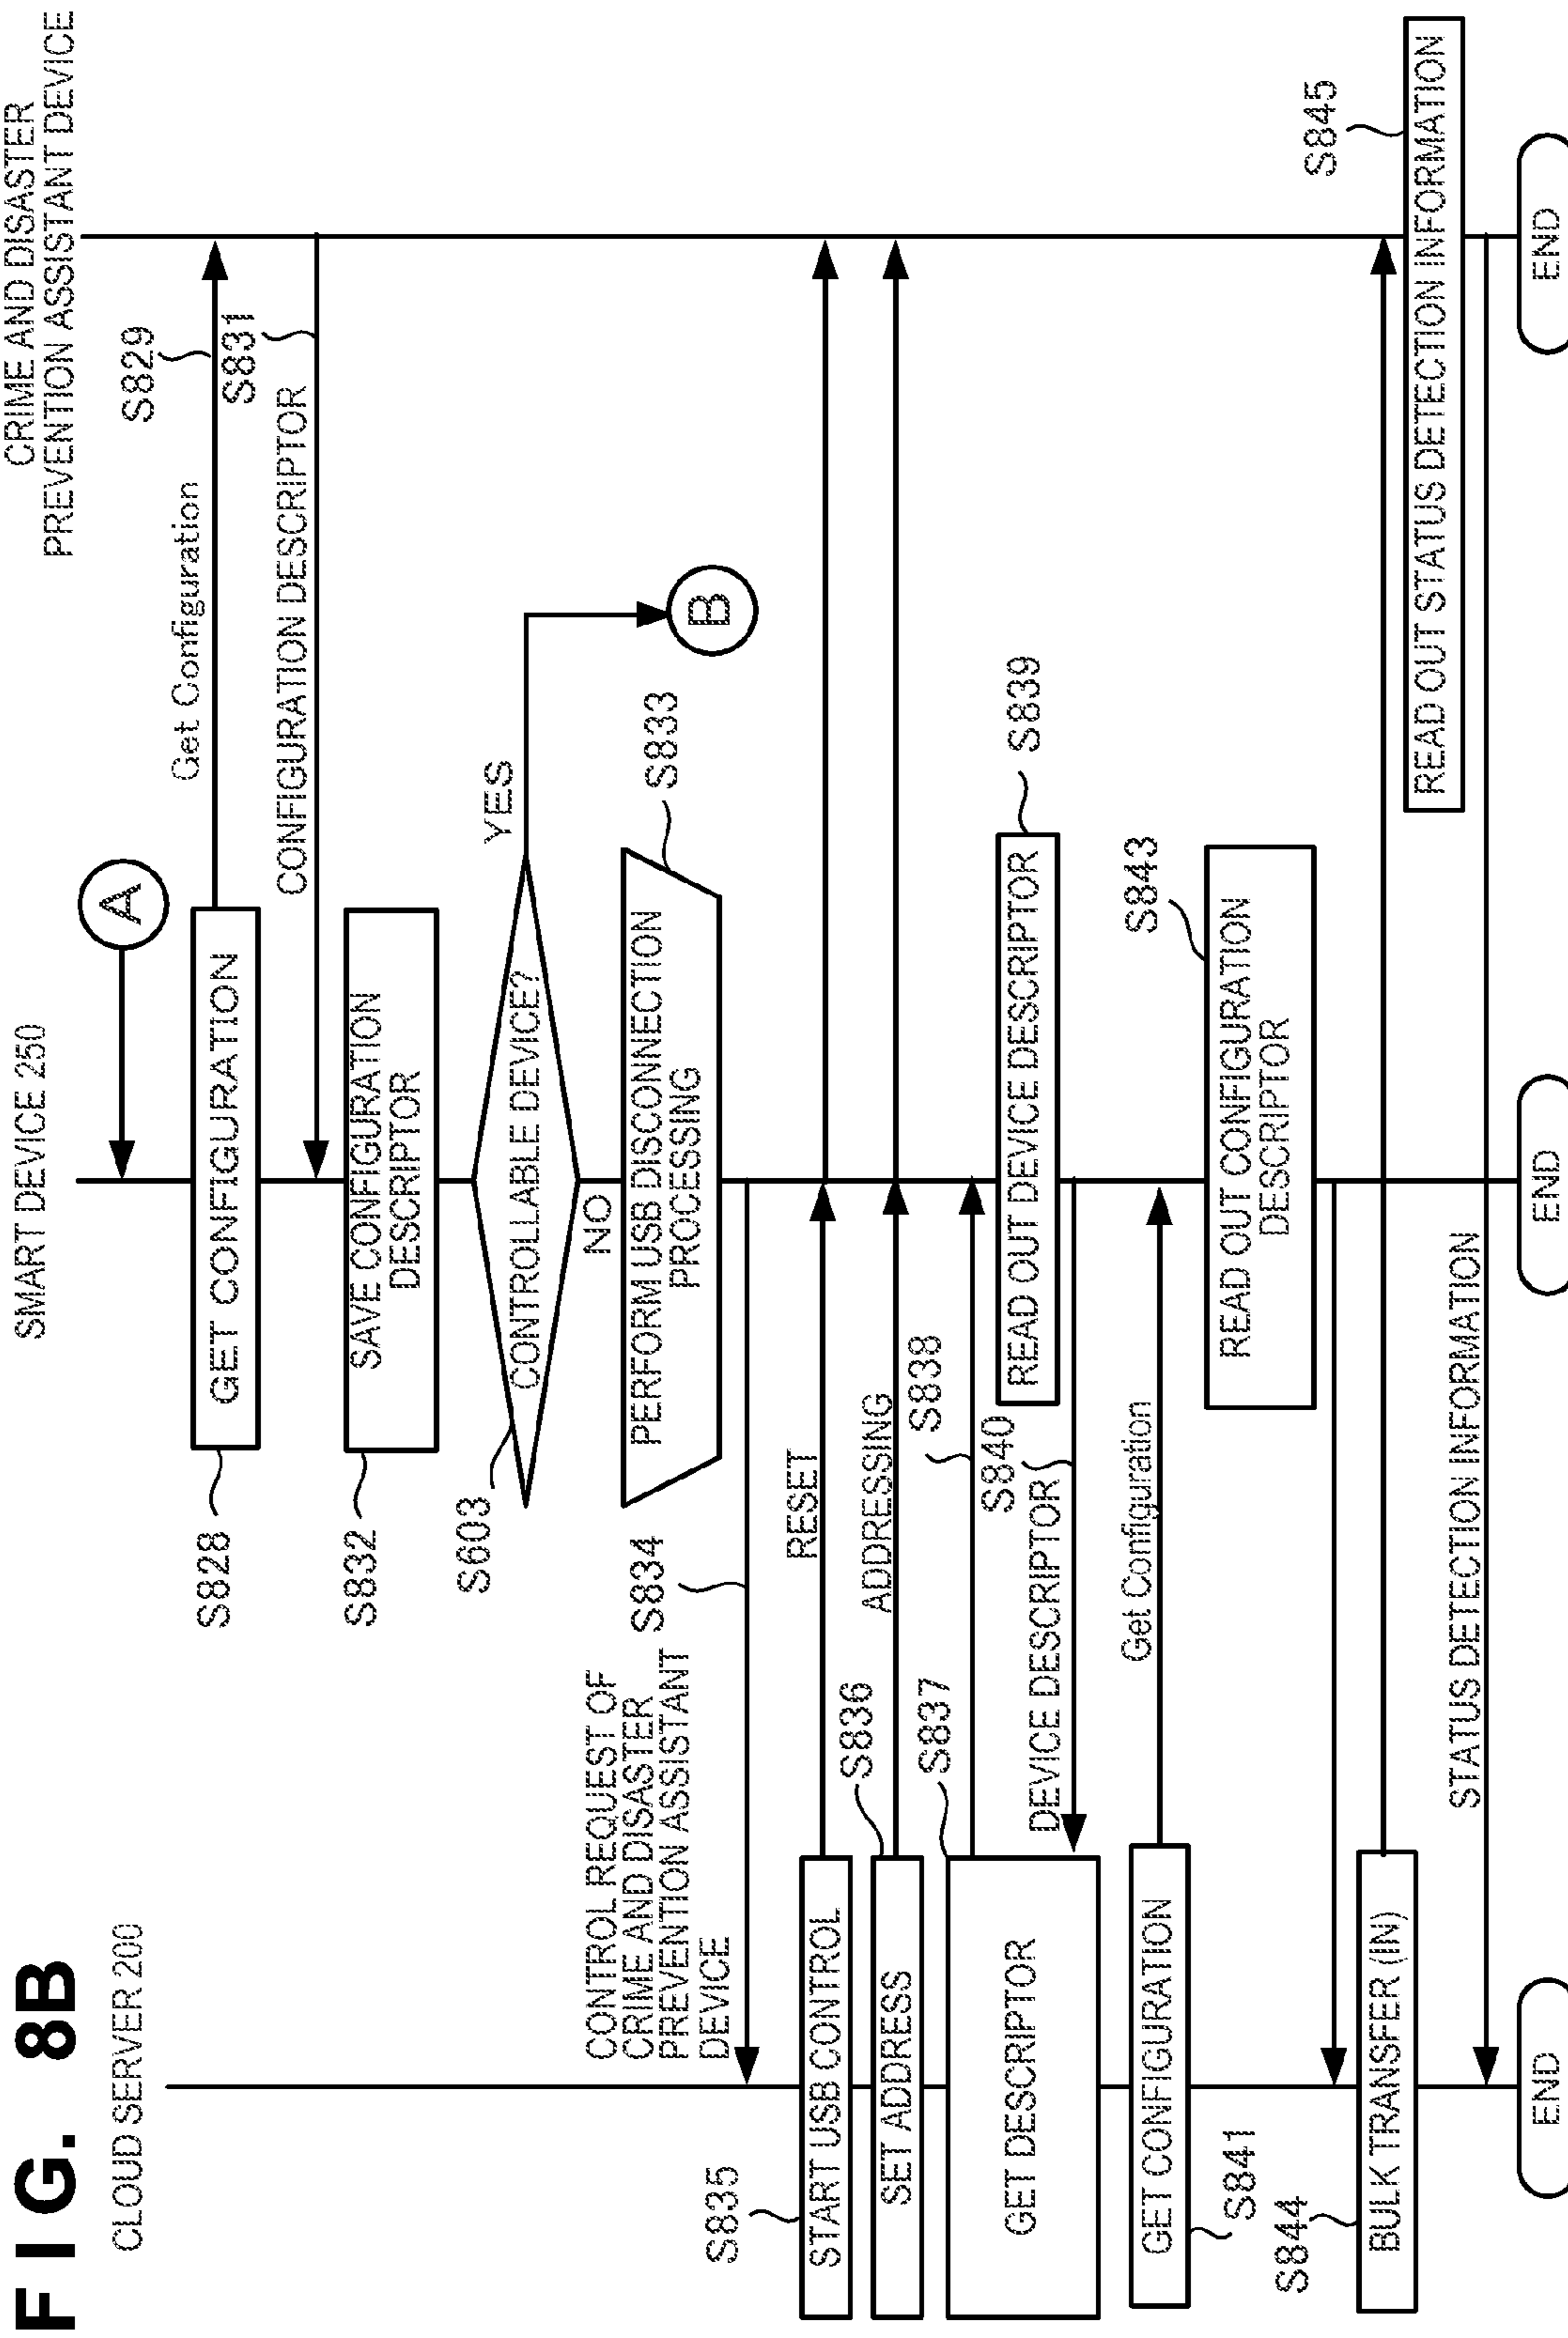 FIG. 8B
CLOUD SERVER 200
SMART DEVICE 250
CRIME AND DISASTER
PREVENTION ASSISTANT DEVICE
A
S828
GET CONFIGURATION
Get Configuration
S829
CONFIGURATION DESCRIPTOR
S831
S832
SAVE CONFIGURATION
DESCRIPTOR
S603
CONTROLLABLE DEVICE?
YES
B
NO
PERFORM USB DISCONNECTION
PROCESSING
S833
CONTROL REQUEST OF
CRIME AND DISASTER
PREVENTION ASSISTANT
DEVICE
S834
S835
START USB CONTROL
RESET
SET ADDRESS
S836
ADDRESSING
GET DESCRIPTOR
S837
S838
READ OUT DEVICE DESCRIPTOR
S839
DEVICE DESCRIPTOR
S840
GET CONFIGURATION
S841
Get Configuration
READ OUT CONFIGURATION
DESCRIPTOR
S843
S844
BULK TRANSFER (IN)
READ OUT STATUS DETECTION INFORMATION
S845
STATUS DETECTION INFORMATION
END
END
END